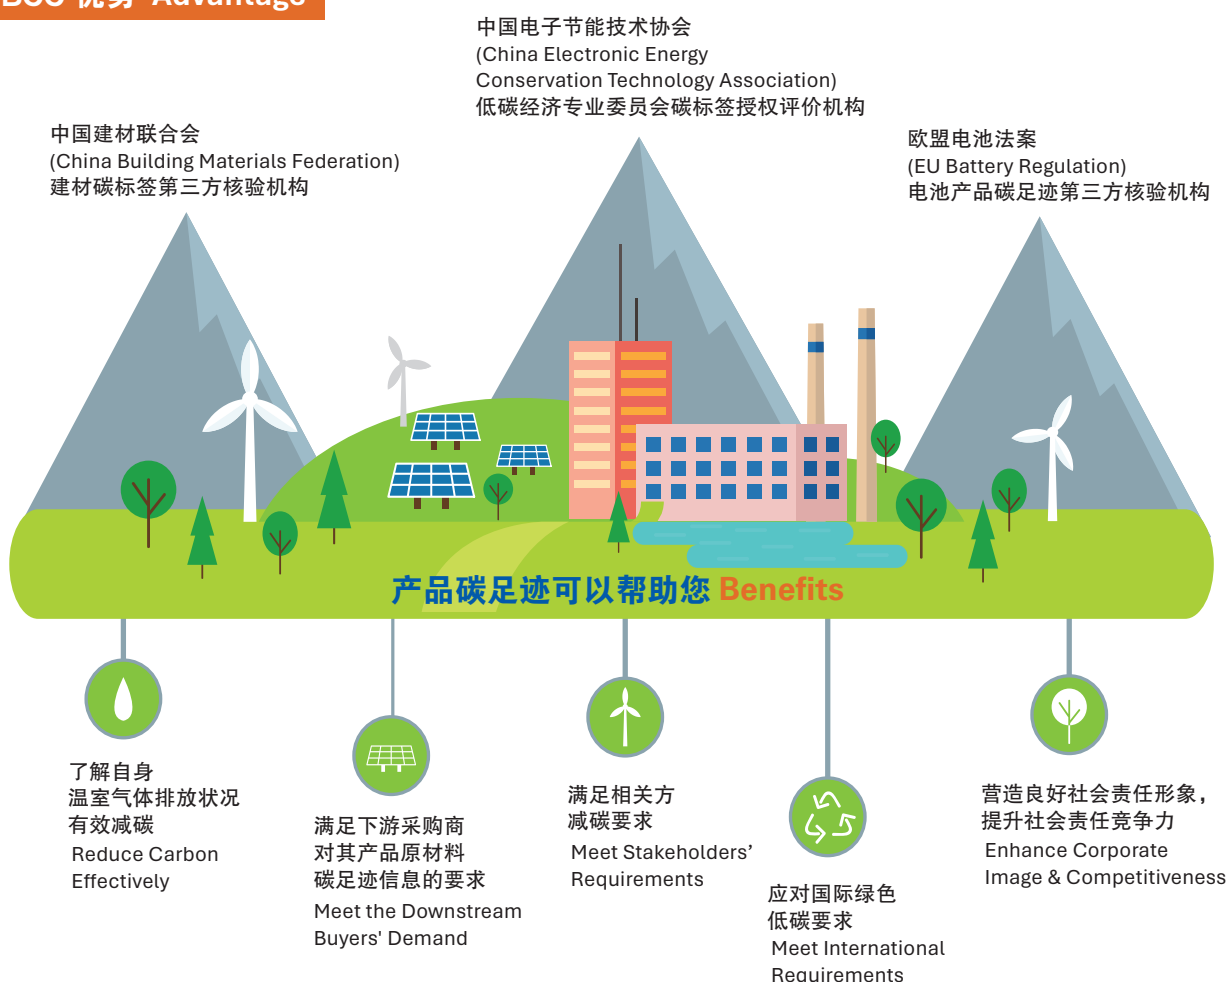 优势 Advantage
中国电子节能技术协会
(China Electronic Energy
Conservation Technology Association)
低碳经济专业委员会碳标签授权评价机构
中国建材联合会
(China Building Materials Federation)
建材碳标签第三方核验机构
欧盟电池法案
(EU Battery Regulation)
电池产品碳足迹第三方核验机构
产品碳足迹可以帮助您 Benefits
了解自身
温室气体排放状况
有效减碳
Reduce Carbon
Effectively
满足下游采购商
对其产品原材料
碳足迹信息的要求
Meet the Downstream
Buyers' Demand
满足相关方
减碳要求
Meet Stakeholders’
Requirements
应对国际绿色
低碳要求
Meet International
Requirements
营造良好社会责任形象，
提升社会责任竞争力
Enhance Corporate
Image & Competitiveness